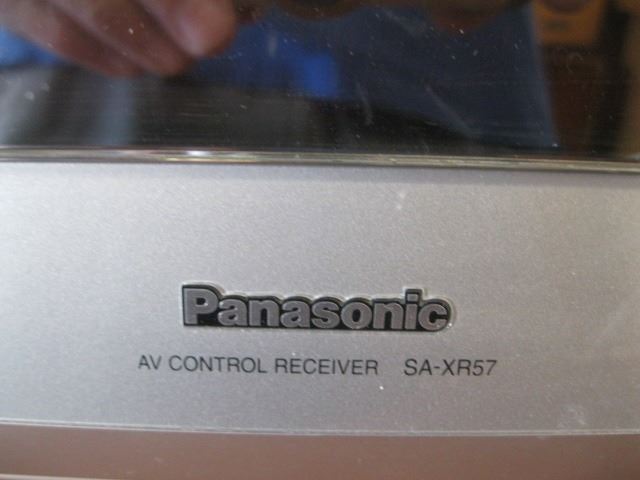 Panasonic
AV CONTROL RECEIVER SA-XR57